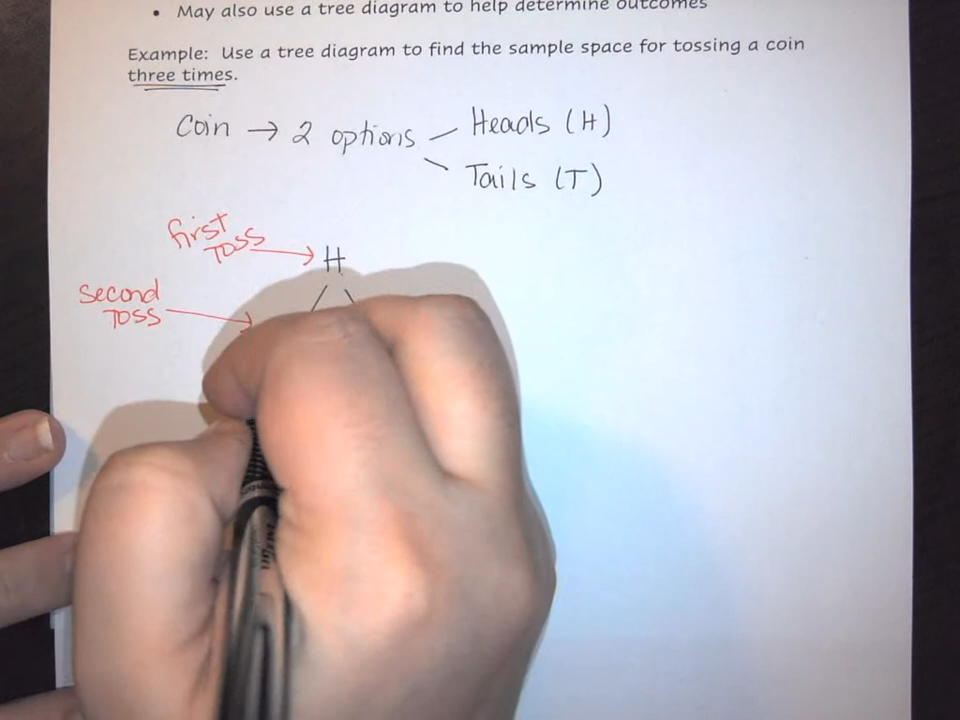 • May also use a tree diagram to help determine outcomes
Example: Use a tree diagram to find the sample space for tossing a coin
three times.
Coin → 2 options
Heads (H)
Tails (T)
first
Toss → H
second
Toss →